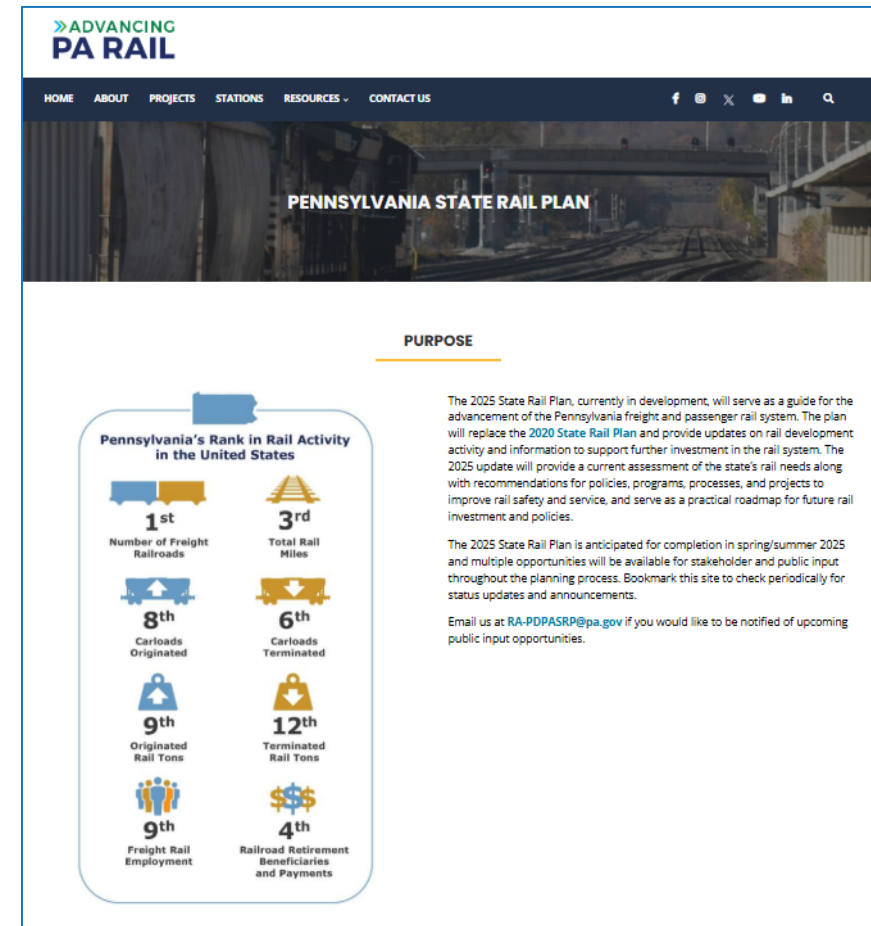 »ADVANCING
PA RAIL
HOME ABOUT PROJECTS STATIONS RESOURCES CONTACT US
PENNSYLVANIA STATE RAIL PLAN
PURPOSE
Pennsylvania's Rank in Rail Activity
in the United States
1st
Number of Freight
Railroads
3rd
Total Rail
Miles
8th
Carloads
Originated
6th
Carloads
Terminated
9th
Originated
Rail Tons
12th
Terminated
Rail Tons
9th
Freight Rail
Employment
$$$
4th
Railroad Retirement
Beneficiaries
and Payments
The 2025 State Rail Plan, currently in development, will serve as a guide for the
advancement of the Pennsylvania freight and passenger rail system. The plan
will replace the 2020 State Rail Plan and provide updates on rail development
activity and information to support further investment in the rail system. The
2025 update will provide a current assessment of the state's rail needs along
with recommendations for policies, programs, processes, and projects to
improve rail safety and service, and serve as a practical roadmap for future rail
investment and policies.
The 2025 State Rail Plan is anticipated for completion in spring/summer 2025
and multiple opportunities will be available for stakeholder and public input
throughout the planning process. Bookmark this site to check periodically for
status updates and announcements.
Email us at RA-PDPASRP@pa.gov if you would like to be notified of upcoming
public input opportunities.